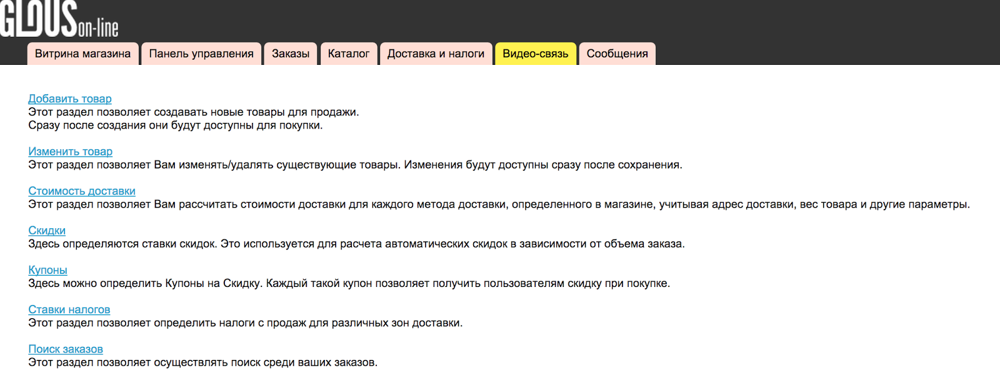 GLOUS on-line
Витрина магазина Панель управления Заказы Каталог Доставка и налоги Видео-связь Сообщения
Добавить товар
Этот раздел позволяет создавать новые товары для продажи.
Сразу после создания они будут доступны для покупки.
Изменить товар
Этот раздел позволяет Вам изменять/удалять существующие товары. Изменения будут доступны сразу после сохранения.
Стоимость доставки
Этот раздел позволяет Вам рассчитать стоимости доставки для каждого метода доставки, определенного в магазине, учитывая адрес доставки, вес товара и другие параметры.
Скидки
Здесь определяются ставки скидок. Это используется для расчета автоматических скидок в зависимости от объема заказа.
Купоны
Здесь можно определить Купоны на Скидку. Каждый такой купон позволяет получить пользователям скидку при покупке.
Ставки налогов
Этот раздел позволяет определить налоги с продаж для различных зон доставки.
Поиск заказов
Этот раздел позволяет осуществлять поиск среди ваших заказов.